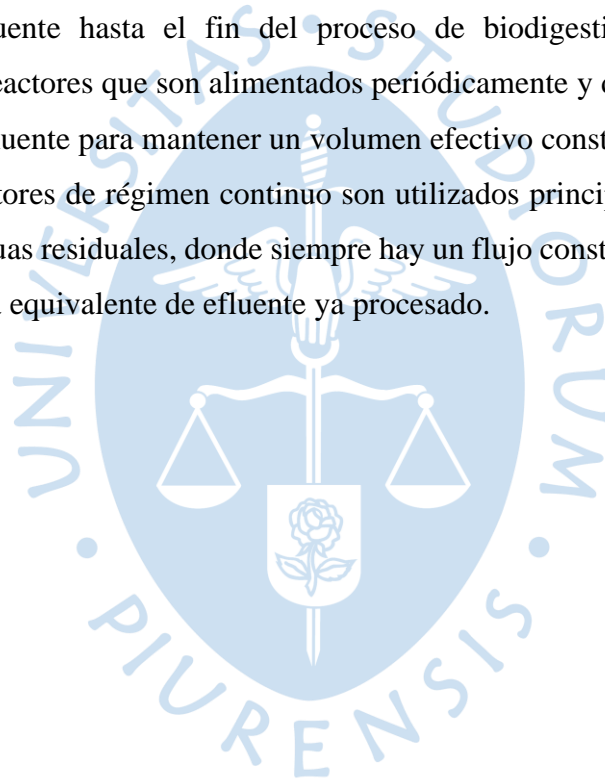 uente hasta el fin del proceso de biodigesti
eactores que son alimentados periódicamente y
luente para mantener un volumen efectivo const
tores de régimen continuo son utilizados princip
uas residuales, donde siempre hay un flujo const
equivalente de efluente ya procesado.
UNIVERSITAS • STUDIORUM • PIURENSIS •